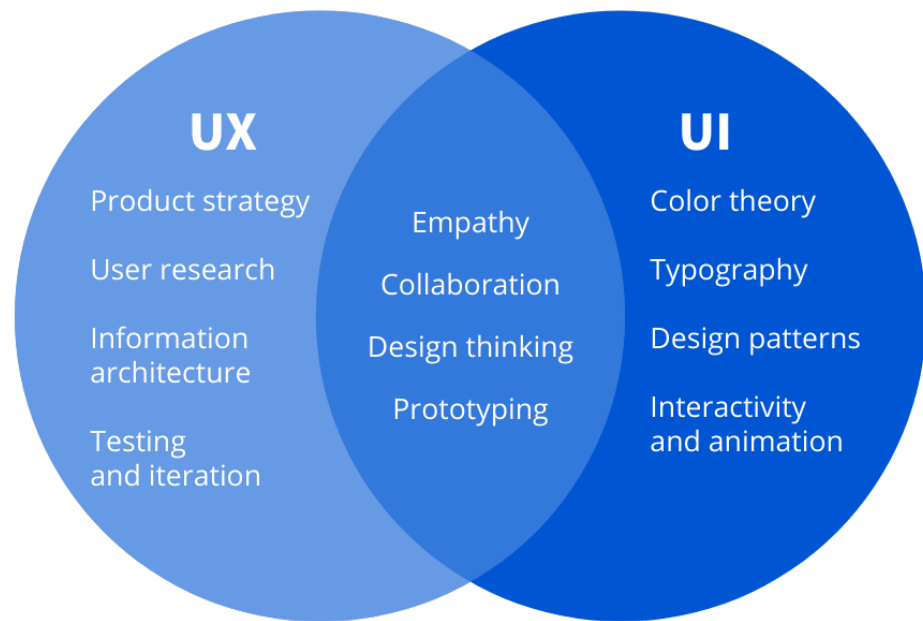 UX
Product strategy
User research
Information
architecture
Testing
and iteration
Empathy
Collaboration
Design thinking
Prototyping
UI
Color theory
Typography
Design patterns
Interactivity
and animation